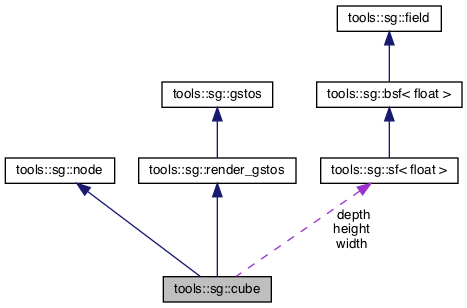 tools::sg::field
tools::sg::gstos
tools::sg::bsf< float >
tools::sg::node
tools::sg::render_gstos
tools::sg::sf< float >
depth
height
width
tools::sg::cube